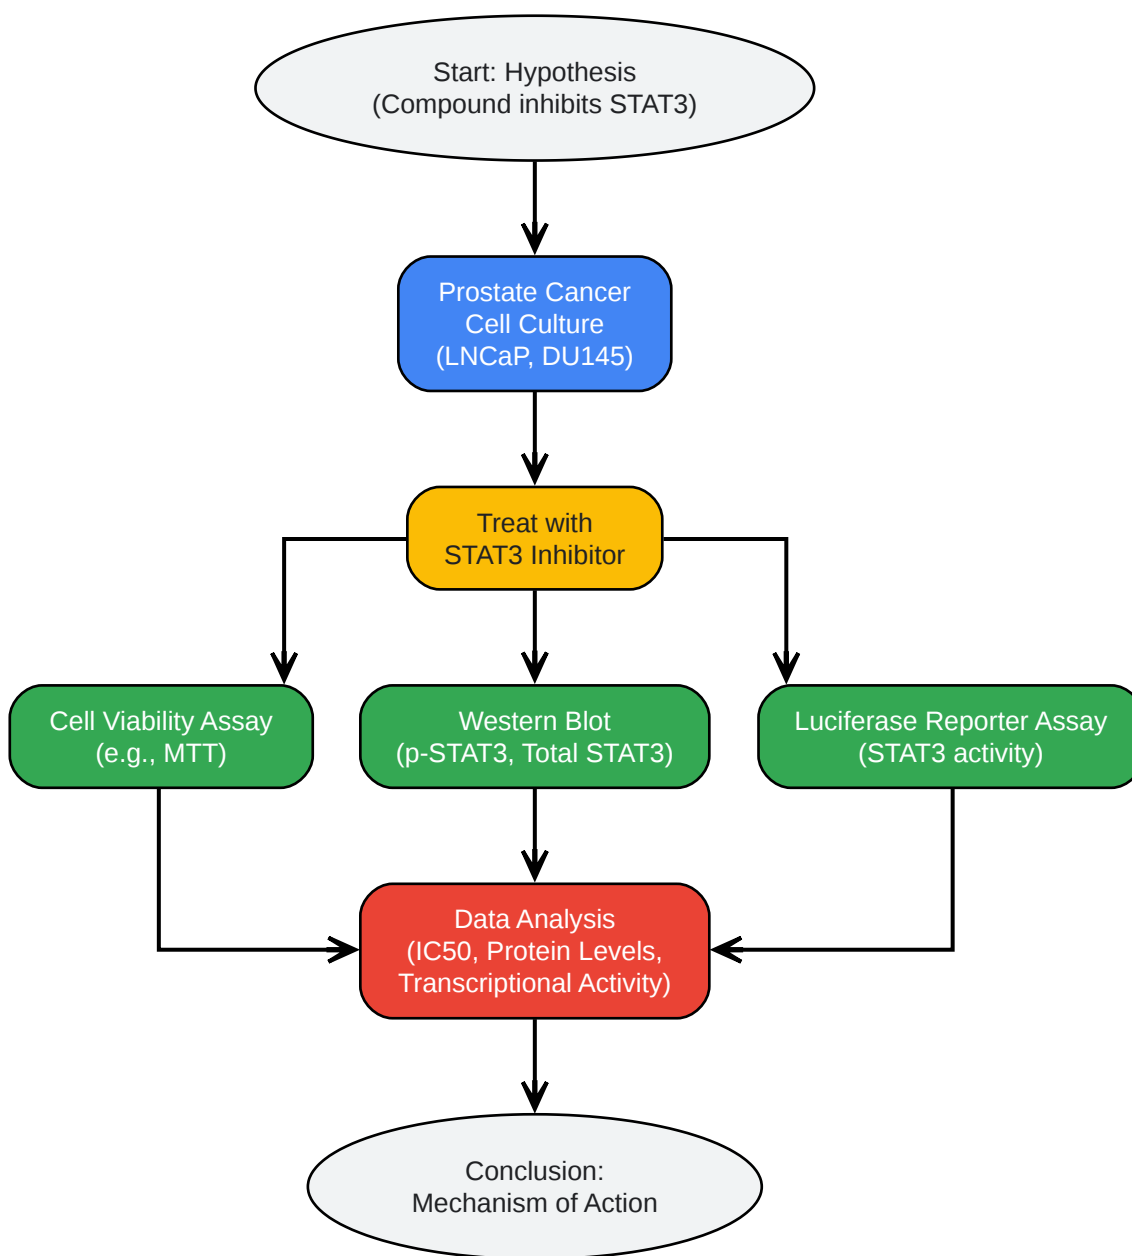 Start: Hypothesis
(Compound inhibits STAT3)
Prostate Cancer
Cell Culture
(LNCaP, DU145)
Treat with
STAT3 Inhibitor
Cell Viability Assay
(e.g., MTT)
Western Blot
(p-STAT3, Total STAT3)
Luciferase Reporter Assay
(STAT3 activity)
Data Analysis
(IC50, Protein Levels,
Transcriptional Activity)
Conclusion:
Mechanism of Action